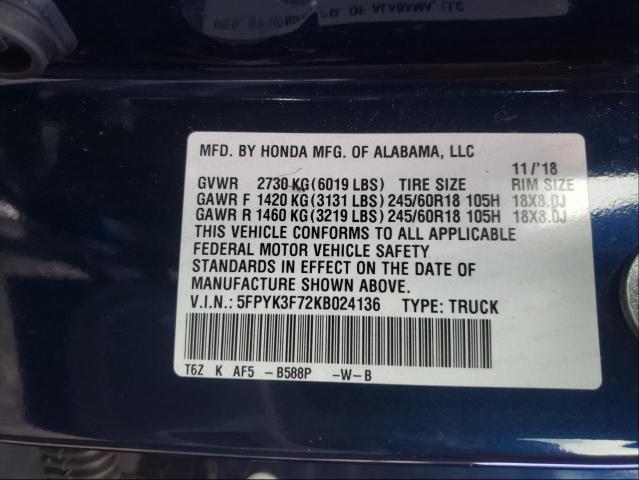 MFD. BY HONDA MFG. OF ALABAMA, LLC
11/'18
GVWR 2730 KG(6019 LBS) TIRE SIZE RIM SIZE
GAWR F 1420 KG(3131 LBS) 245/60R18 105H 18X8.0J
GAWR R 1460 KG(3219 LBS) 245/60R18 105H 18X8.0J
THIS VEHICLE CONFORMS TO ALL APPLICABLE
FEDERAL MOTOR VEHICLE SAFETY
STANDARDS IN EFFECT ON THE DATE OF
MANUFACTURE SHOWN ABOVE.
V.I.N.: 5FPYK3F72KB024136 TYPE: TRUCK
T6Z K AF5 -B588P -W-B